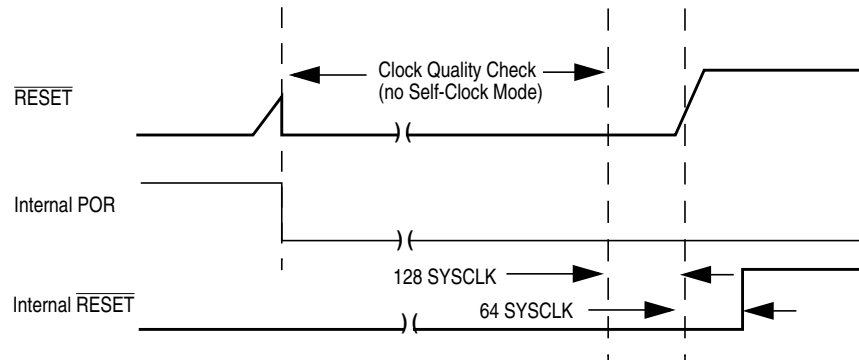 Clock Quality Check
(no Self-Clock Mode)
RESET
Internal POR
128 SYSCLK
64 SYSCLK
Internal RESET